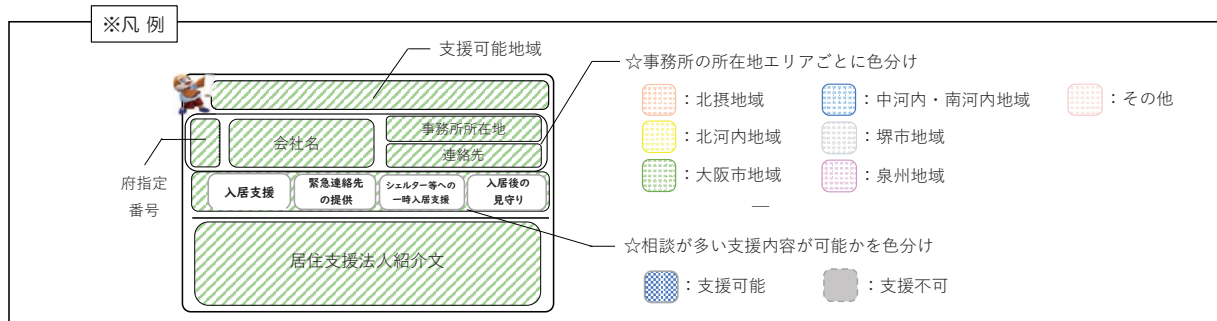 ※凡 例
支援可能地域
☆事務所の所在地エリアごとに色分け
：北摂地域
：中河内・南河内地域
：その他
：北河内地域
：堺市地域
：大阪市地域
：泉州地域
会社名
事務所所在地
連絡先
府指定
番号
入居支援
緊急連絡先
の提供
シェルター等への
一時入居支援
入居後の
見守り
居住支援法人紹介文
☆相談が多い支援内容が可能かを色分け
：支援可能
：支援不可